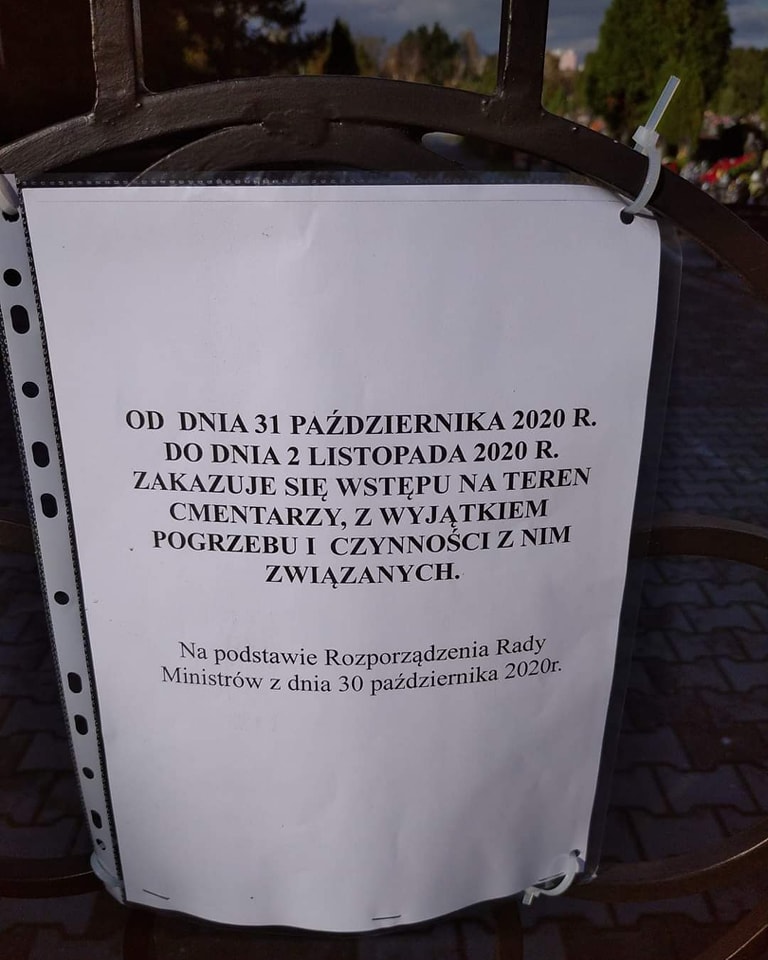 OD DNIA 31 PAŹDZIERNIKA 2020 R.
DO DNIA 2 LISTOPADA 2020 R.
ZAKAZUJE SIĘ WSTĘPU NA TEREN
CMENTARZY, Z WYJĄTKIEM
POGRZEBU I CZYNNOŚCI Z NIM
ZWIĄZANYCH.
Na podstawie Rozporządzenia Rady
Ministrów z dnia 30 października 2020r.